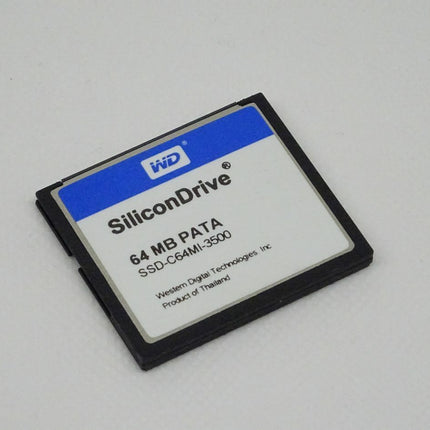 WD
SiliconDrive®
64 MB PATA
SSD-C64MI-3500
Western Digital Technologies Inc
Product of Thailand